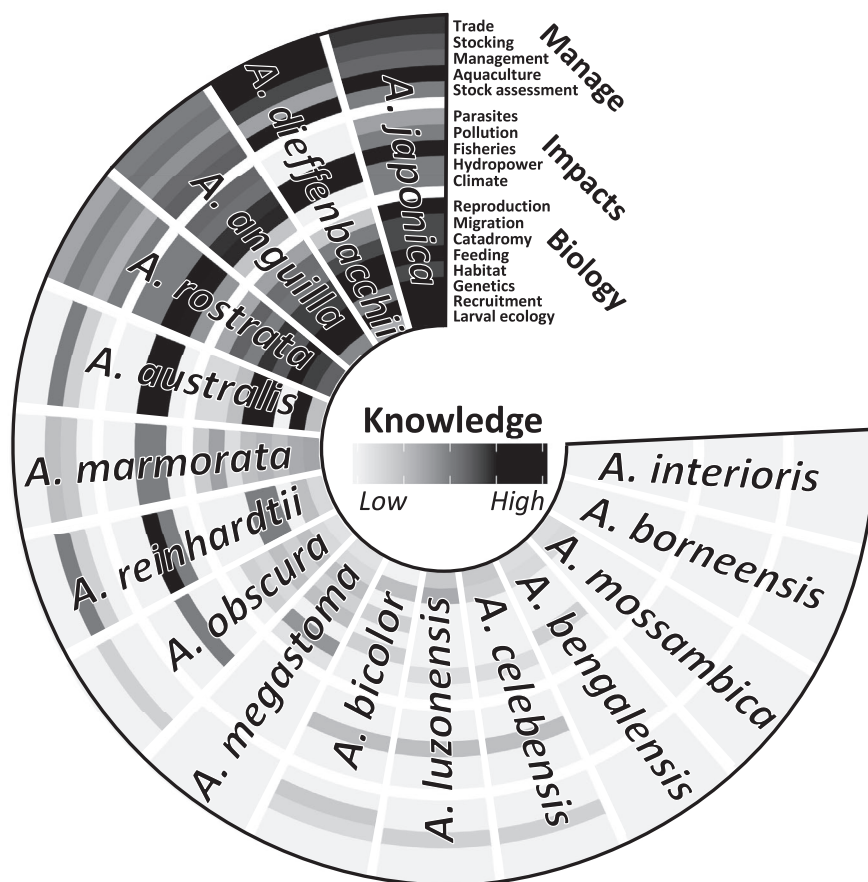 Trade
Stocking
Management
Aquaculture
Stock assessment
Manage
Parasites
Pollution
Fisheries
Hydropower
Climate
Impacts
Reproduction
Migration
Catadromy
Feeding
Habitat
Genetics
Recruitment
Larval ecology
Biology
A. japonica
A. dieffenbacchii
A. anguilla
A. rostrata
A. australis
A. marmorata
A. reinhardtii
A. obscura
A. megastoma
A. bicolor
A. luzonensis
A. celebensis
A. bengalensis
A. mossambica
A. borneensis
A. interioris
Knowledge
Low High